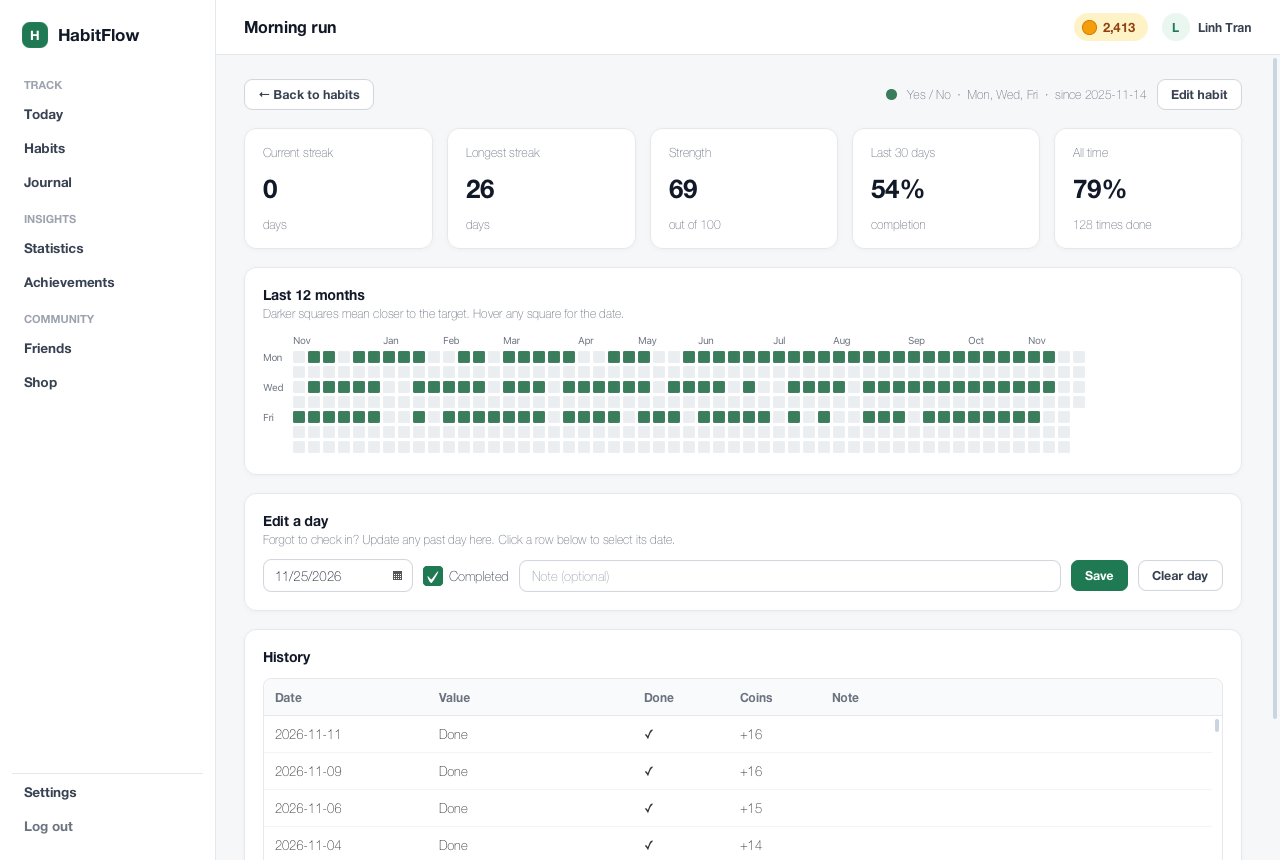 H HabitFlow
TRACK
Today
Habits
Journal
INSIGHTS
Statistics
Achievements
COMMUNITY
Friends
Shop
Settings
Log out
Morning run
2,413
L Linh Tran
← Back to habits
Yes / No · Mon, Wed, Fri · since 2025-11-14
Edit habit
Current streak
0
days
Longest streak
26
days
Strength
69
out of 100
Last 30 days
54%
completion
All time
79%
128 times done
Last 12 months
Darker squares mean closer to the target. Hover any square for the date.
Nov Jan Feb Mar Apr May Jun Jul Aug Sep Oct Nov
Mon
Wed
Fri
Edit a day
Forgot to check in? Update any past day here. Click a row below to select its date.
11/25/2026
Completed
Note (optional)
Save
Clear day
History
Date Value Done Coins Note
2026-11-11 Done ✓ +16
2026-11-09 Done ✓ +16
2026-11-06 Done ✓ +15
2026-11-04 Done ✓ +14